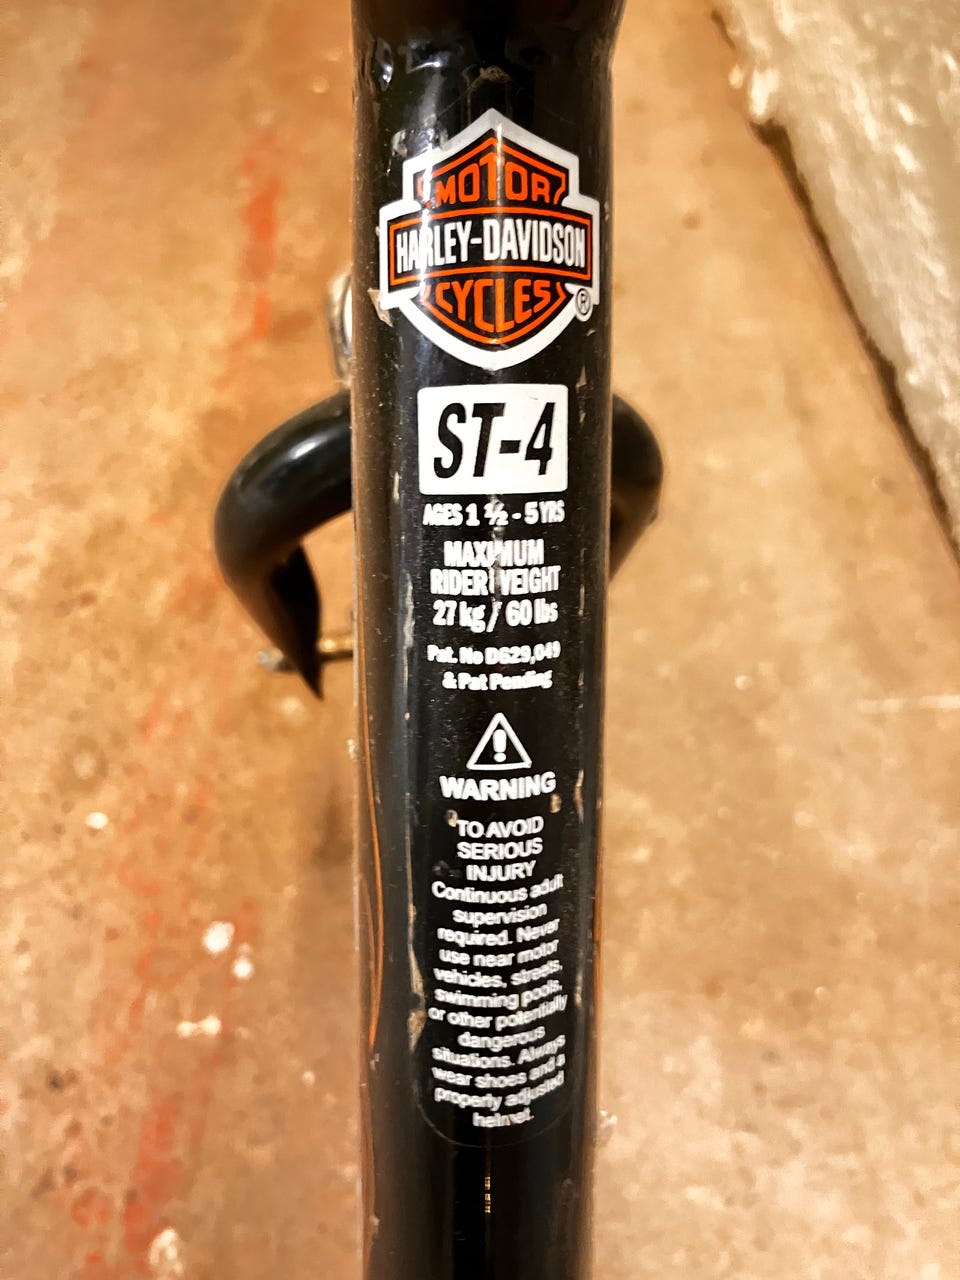 MOTOR
HARLEY-DAVIDSON
CYCLES
®
ST-4
AGES 1 ½ - 5 YRS
MAXIMUM
RIDER WEIGHT
27 kg / 60 lbs
Pat. No D629,049
& Pat Pending
WARNING
TO AVOID
SERIOUS
INJURY
Continuous adult
supervision
required. Never
use near motor
vehicles, streets,
swimming pools,
or other potentially
dangerous
situations. Always
wear shoes and a
properly adjusted
helmet.